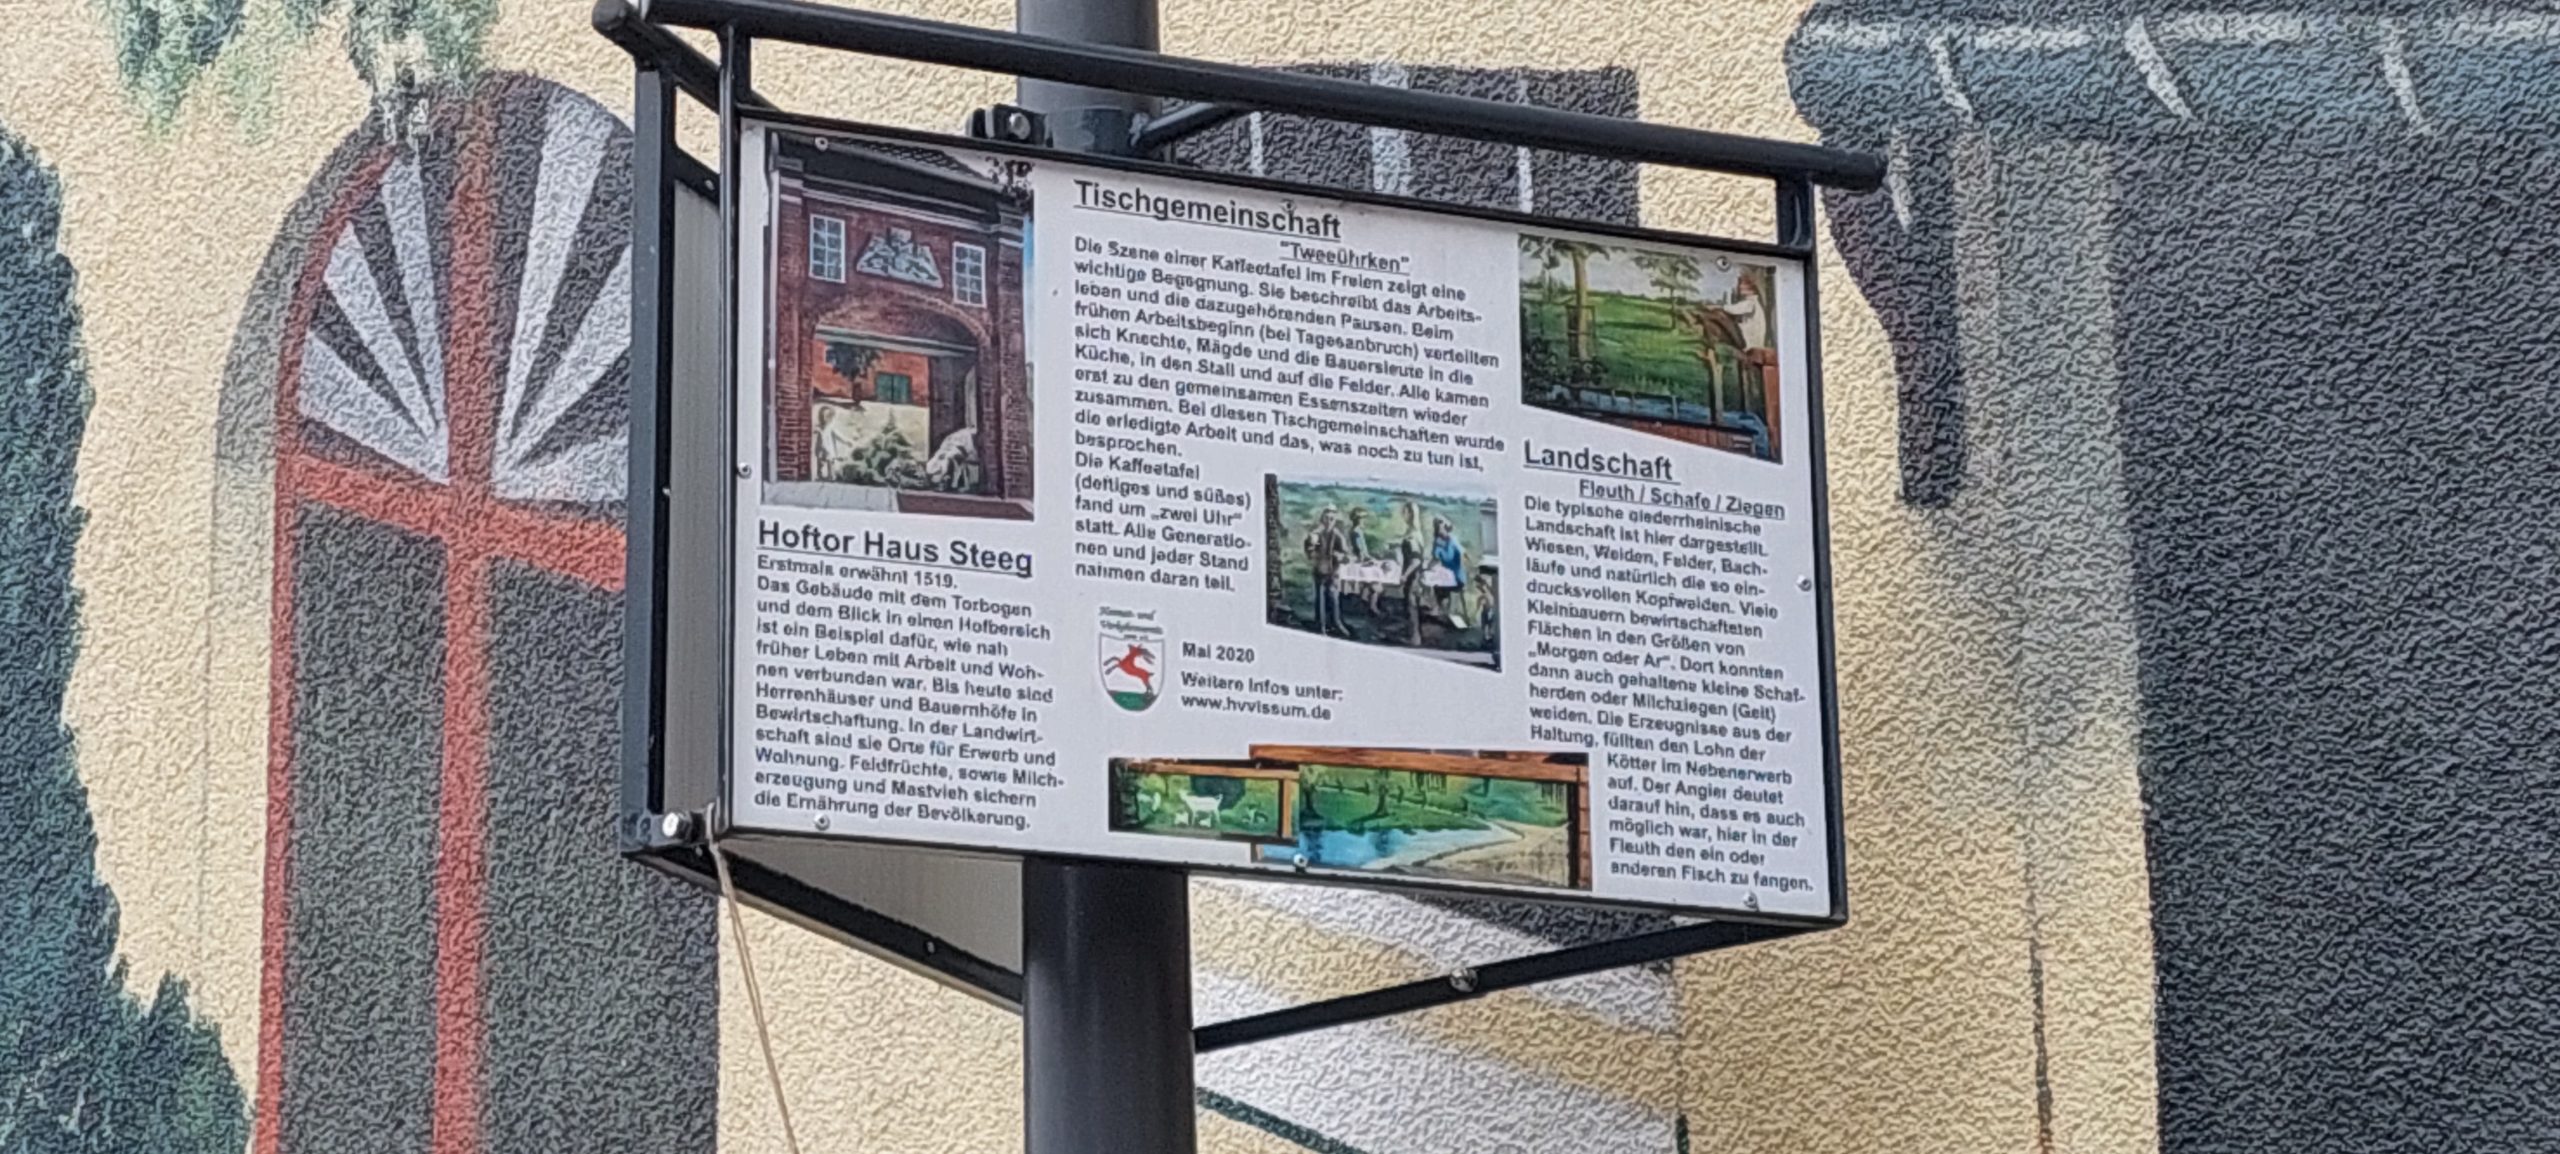 Hoftor Haus Steeg
Erstmals erwähnt 1519.
Das Gebäude mit dem Torbogen
und dem Blick in einen Hofbereich
ist ein Beispiel dafür, wie nah
früher Leben mit Arbeit und Woh-
nen verbunden war. Bis heute sind
Herrenhäuser und Bauernhöfe in
Bewirtschaftung. In der Landwirt-
schaft sind sie Orte für Erwerb und
Wohnung. Feldfrüchte, sowie Milch-
erzeugung und Mastvieh sichern
die Ernährung der Bevölkerung.
Tischgemeinschaft
"Tweeührken"
Die Szene einer Kaffeetafel im Freien zeigt eine
wichtige Begegnung. Sie beschreibt das Arbeits-
leben und die dazugehörenden Pausen. Beim
frühen Arbeitsbeginn (bei Tagesanbruch) verteilten
sich Knechte, Mägde und die Bauersleute in die
Küche, in den Stall und auf die Felder. Alle kamen
erst zu den gemeinsamen Essenszeiten wieder
zusammen. Bei diesen Tischgemeinschaften wurde
die erledigte Arbeit und das, was noch zu tun ist,
besprochen.
Die Kaffeetafel
(deftiges und süßes)
fand um „zwei Uhr"
statt. Alle Generatio-
nen und jeder Stand
nahmen daran teil.
Mai 2020
Weitere Infos unter:
www.hvvissum.de
Landschaft
Fleuth / Schafe / Ziegen
Die typische niederrheinische
Landschaft ist hier dargestellt.
Wiesen, Weiden, Felder, Bach-
läufe und natürlich die so ein-
drucksvollen Kopfweiden. Viele
Kleinbauern bewirtschafteten
Flächen in den Größen von
„Morgen oder Ar". Dort konnten
dann auch gehaltene kleine Schaf-
herden oder Milchziegen (Geit)
weiden. Die Erzeugnisse aus der
Haltung, füllten den Lohn der
Kötter im Nebenerwerb
auf. Der Angler deutet
darauf hin, dass es auch
möglich war, hier in der
Fleuth den ein oder
anderen Fisch zu fangen.